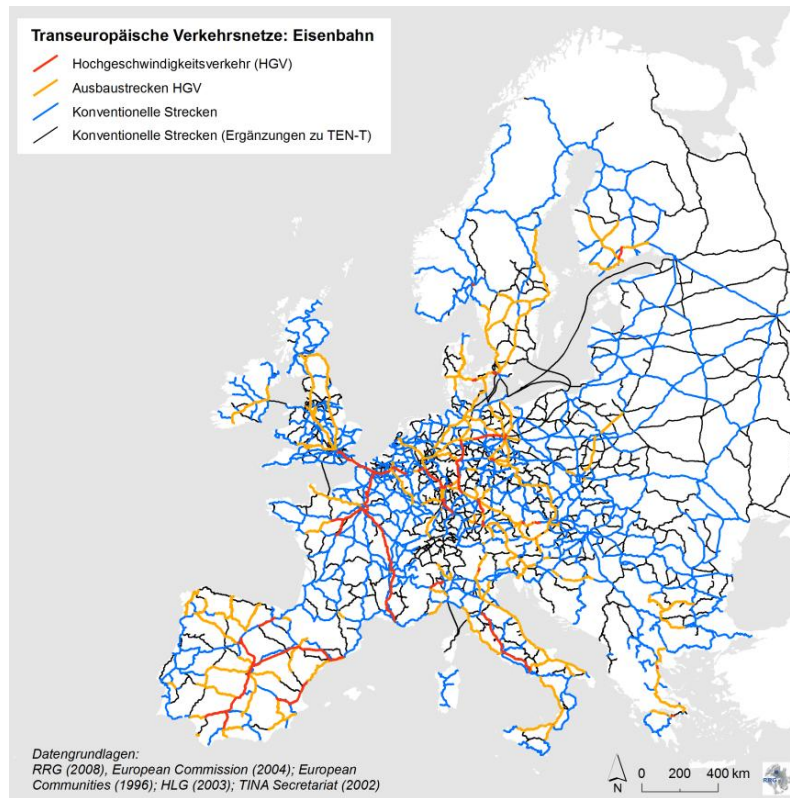 Transeuropäische Verkehrsnetze: Eisenbahn
Hochgeschwindigkeitsverkehr (HGV)
Ausbaustrecken HGV
Konventionelle Strecken
Konventionelle Strecken (Ergänzungen zu TEN-T)
Datengrundlagen:
RRG (2008), European Commission (2004); European
Communities (1996); HLG (2003); TINA Secretariat (2002)
N
0 200 400 km
RRG